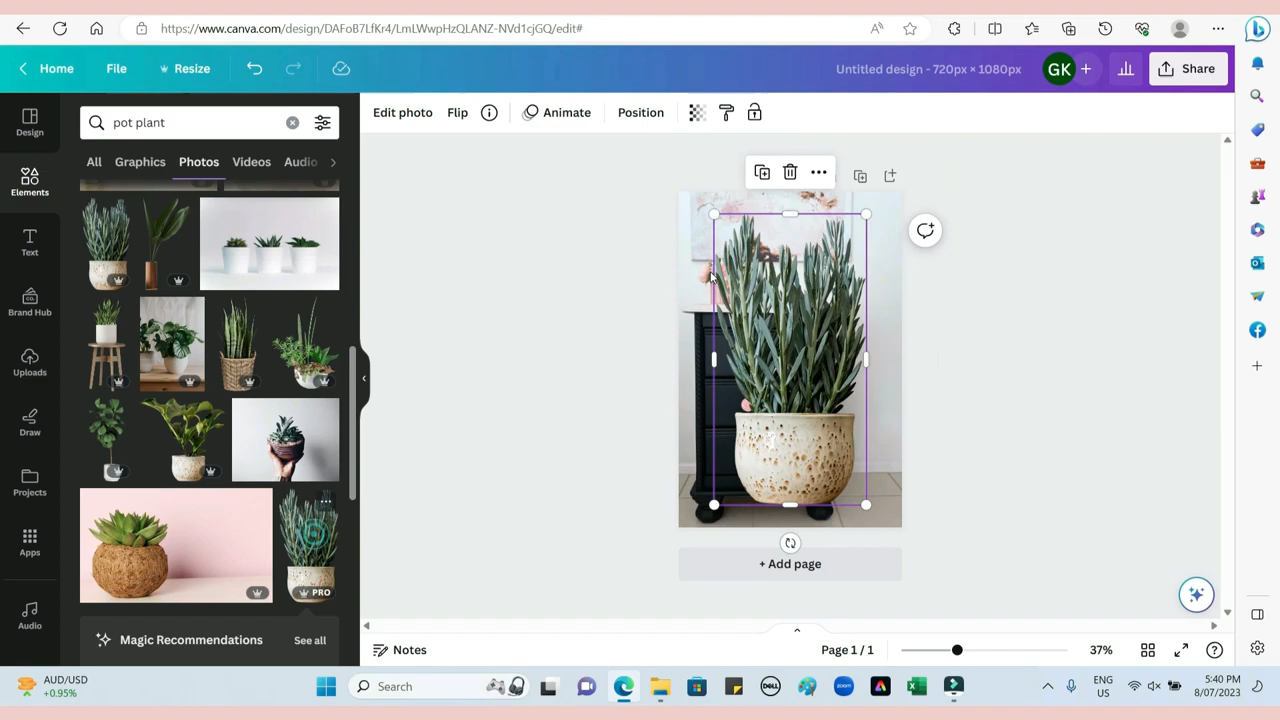 https://www.canva.com/design/DAFoB7LfKr4/LmLWwpHzQLANZ-NVd1cjGQ/edit#
Home File Resize Untitled design - 720px × 1080px GK + Share
Design
Elements
Text
Brand Hub
Uploads
Draw
Projects
Apps
Audio
pot plant
All Graphics Photos Videos Audio
PRO
Magic Recommendations See all
Edit photo Flip Animate Position
+ Add page
Notes Page 1 / 1 37%
AUD/USD
+0.95%
Search
DELL
zoom
ENG
US
5:40 PM
8/07/2023